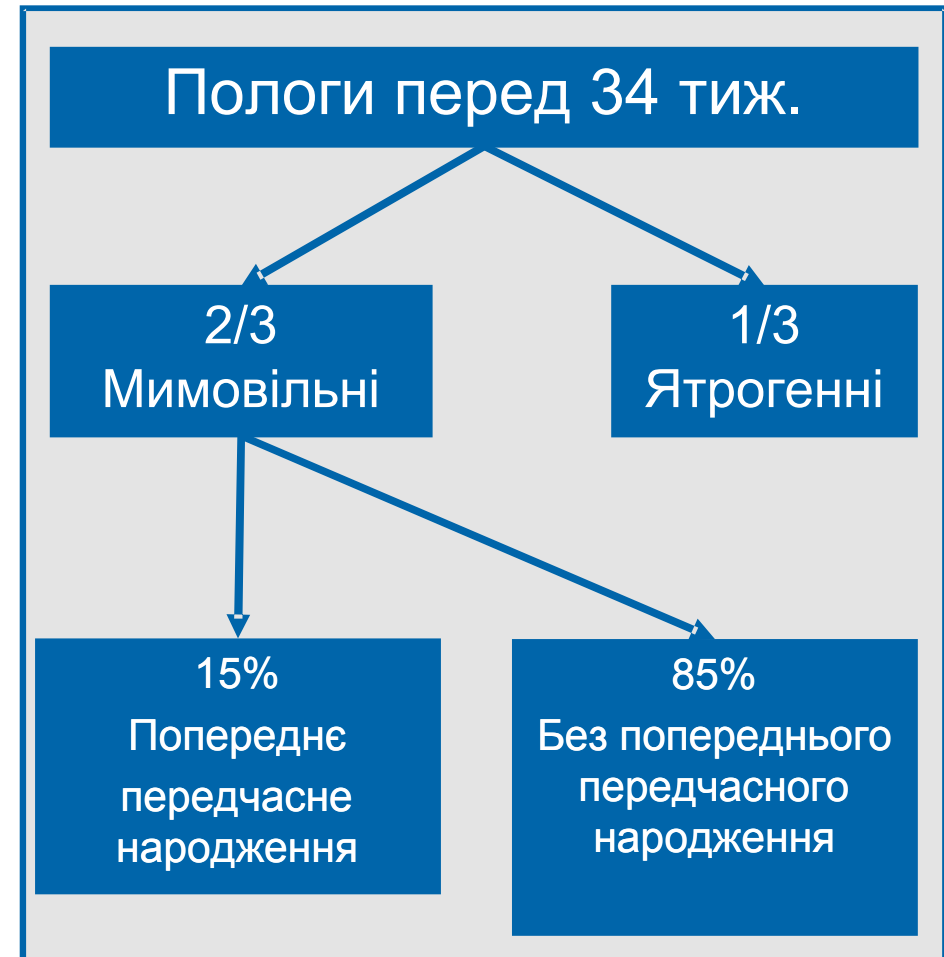 Пологи перед 34 тиж.
2/3
Мимовільні
1/3
Ятрогенні
15%
Попереднє
передчасне
народження
85%
Без попереднього
передчасного
народження